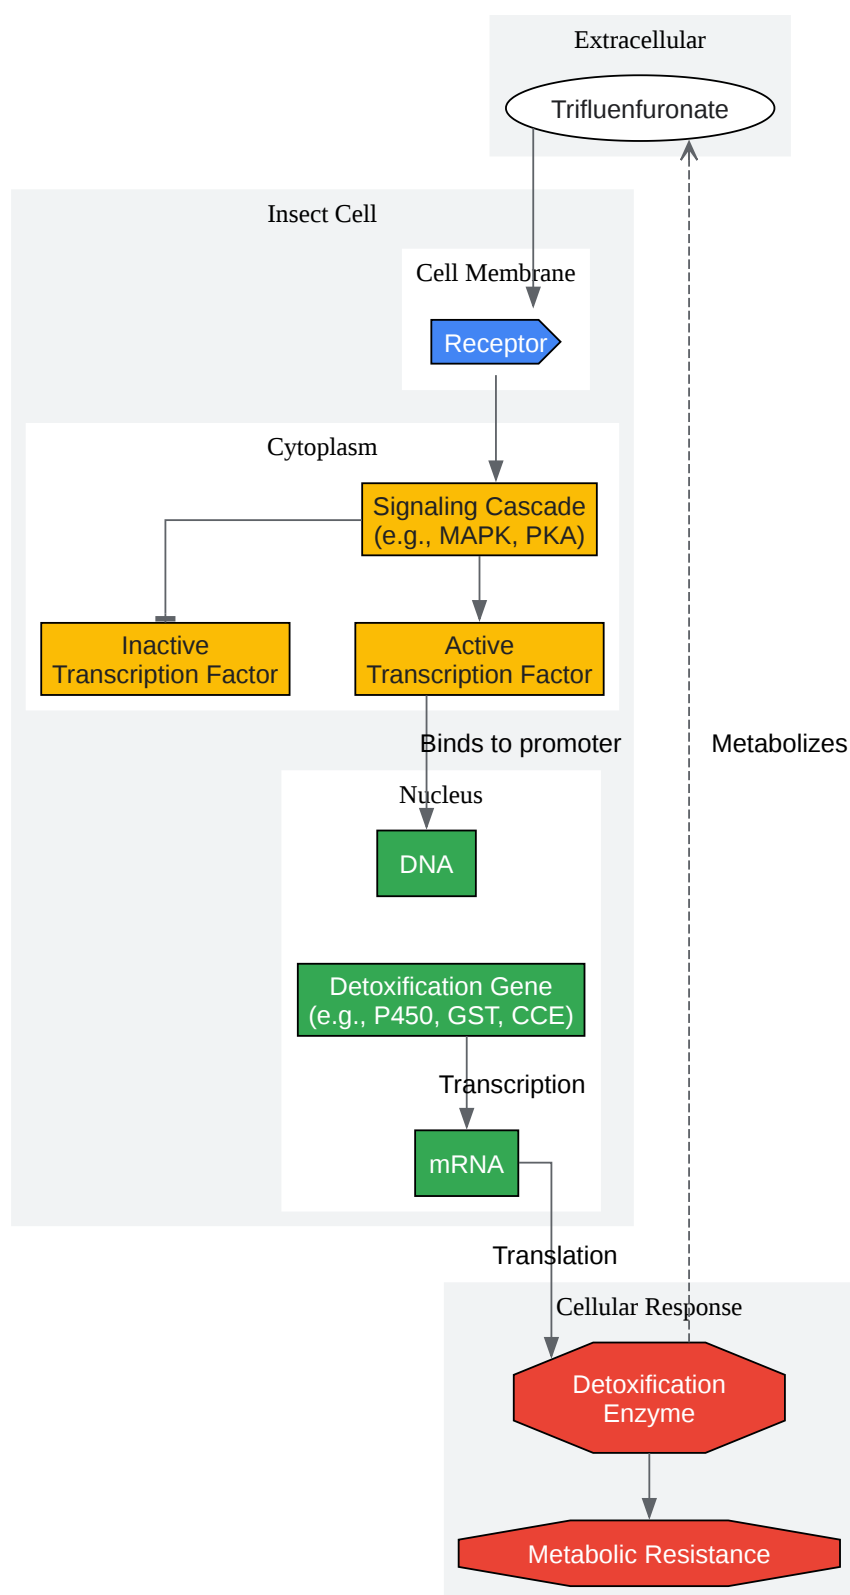 Extracellular
Trifluenfuronate
Insect Cell
Cell Membrane
Receptor
Cytoplasm
Signaling Cascade
(e.g., MAPK, PKA)
Inactive
Transcription Factor
Active
Transcription Factor
Binds to promoter
Metabolizes
Nucleus
DNA
Detoxification Gene
(e.g., P450, GST, CCE)
Transcription
mRNA
Translation
Cellular Response
Detoxification
Enzyme
Metabolic Resistance